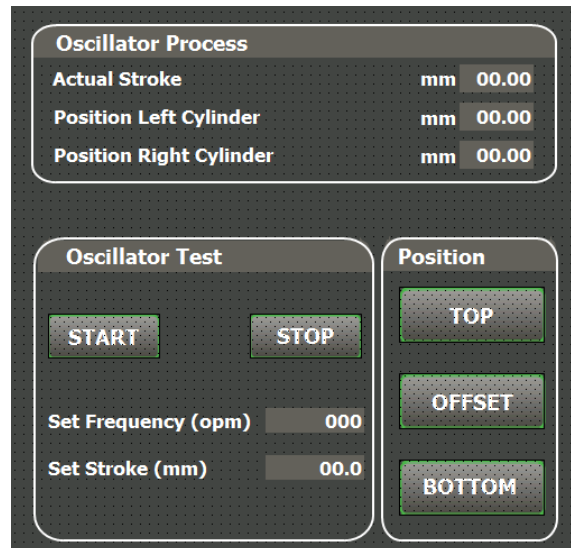 Oscillator Process
Actual Stroke mm 00.00
Position Left Cylinder mm 00.00
Position Right Cylinder mm 00.00
Oscillator Test
START STOP
Set Frequency (opm) 000
Set Stroke (mm) 00.0
Position
TOP
OFFSET
BOTTOM